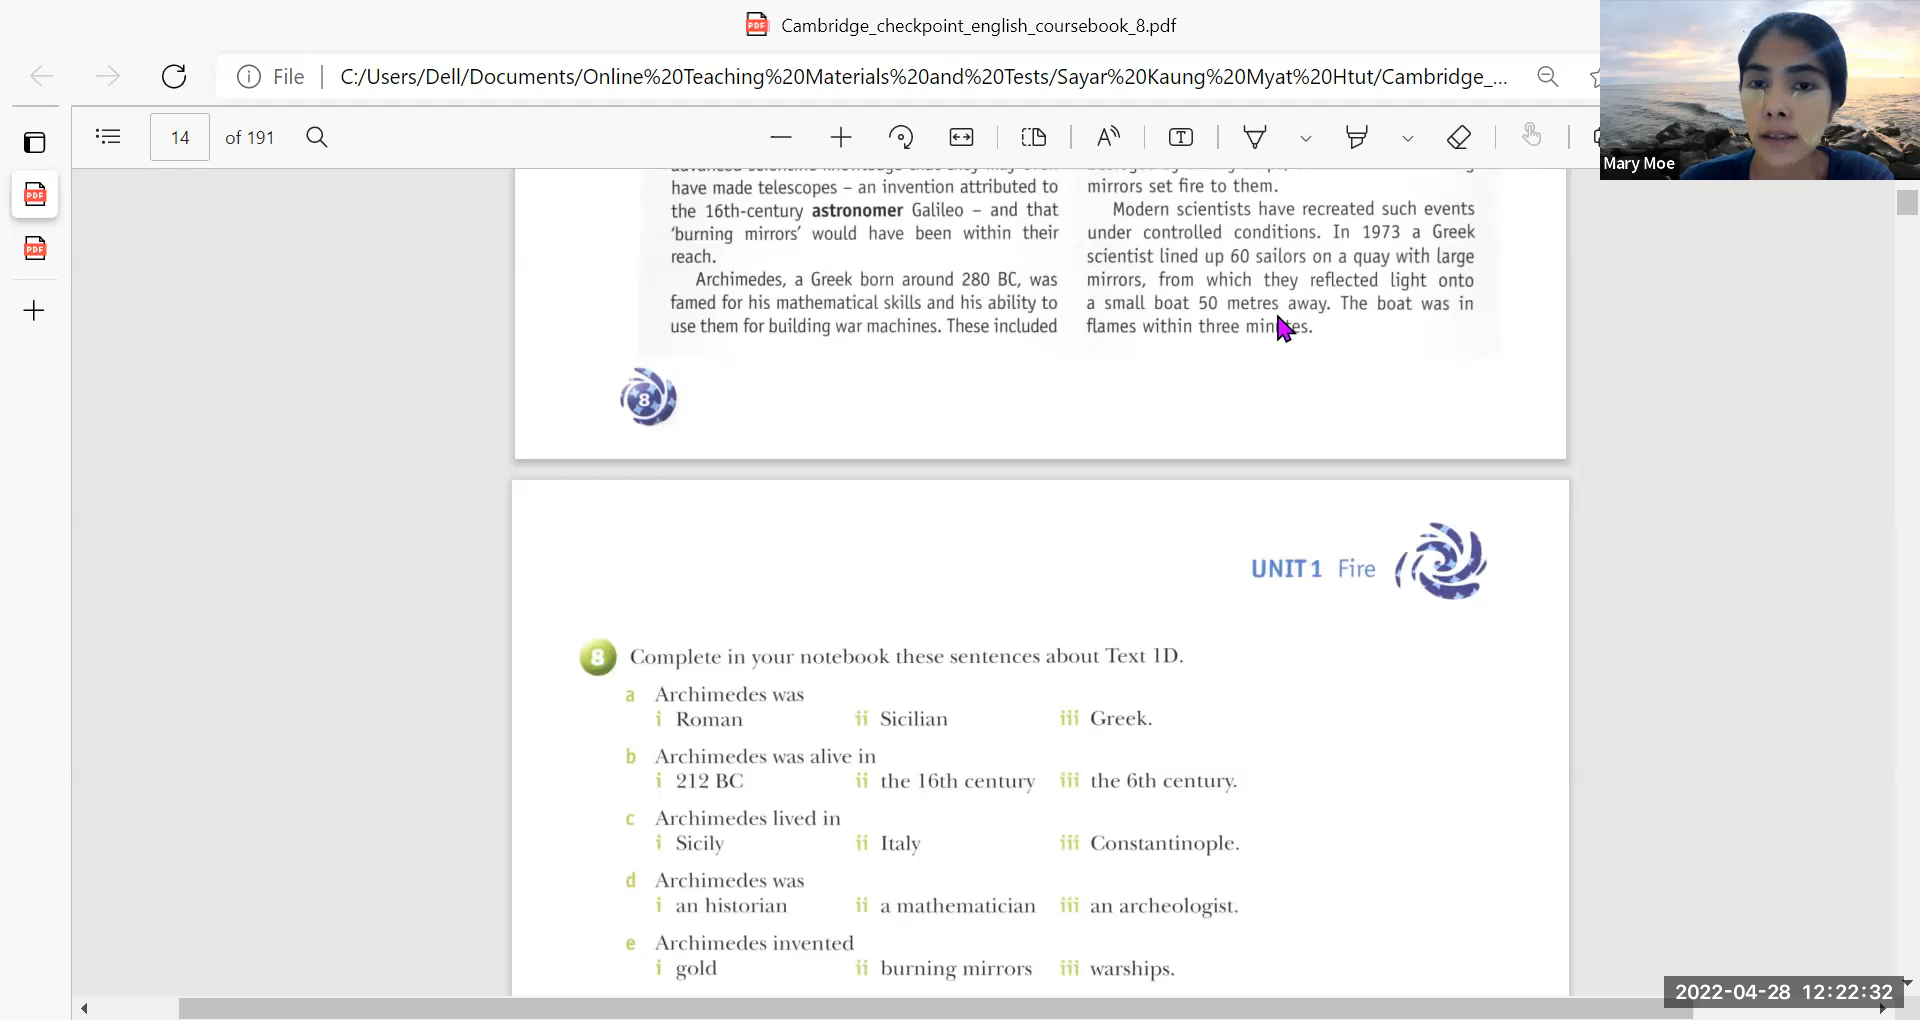 Cambridge_checkpoint_english_coursebook_8.pdf
File
C:/Users/Dell/Documents/Online%20Teaching%20Materials%20and%20Tests/Sayar%20Kaung%20Myat%20Htut/Cambridge_...
Mary Moe
14 of 191
have made telescopes – an invention attributed to
the 16th-century astronomer Galileo – and that
‘burning mirrors’ would have been within their
reach.
Archimedes, a Greek born around 280 BC, was
famed for his mathematical skills and his ability to
use them for building war machines. These included
mirrors set fire to them.
Modern scientists have recreated such events
under controlled conditions. In 1973 a Greek
scientist lined up 60 sailors on a quay with large
mirrors, from which they reflected light onto
a small boat 50 metres away. The boat was in
flames within three minutes.
8
UNIT 1 Fire
8 Complete in your notebook these sentences about Text 1D.
a Archimedes was
i Roman ii Sicilian iii Greek.
b Archimedes was alive in
i 212 BC ii the 16th century iii the 6th century.
c Archimedes lived in
i Sicily ii Italy iii Constantinople.
d Archimedes was
i an historian ii a mathematician iii an archeologist.
e Archimedes invented
i gold ii burning mirrors iii warships.
2022-04-28 12:22:32